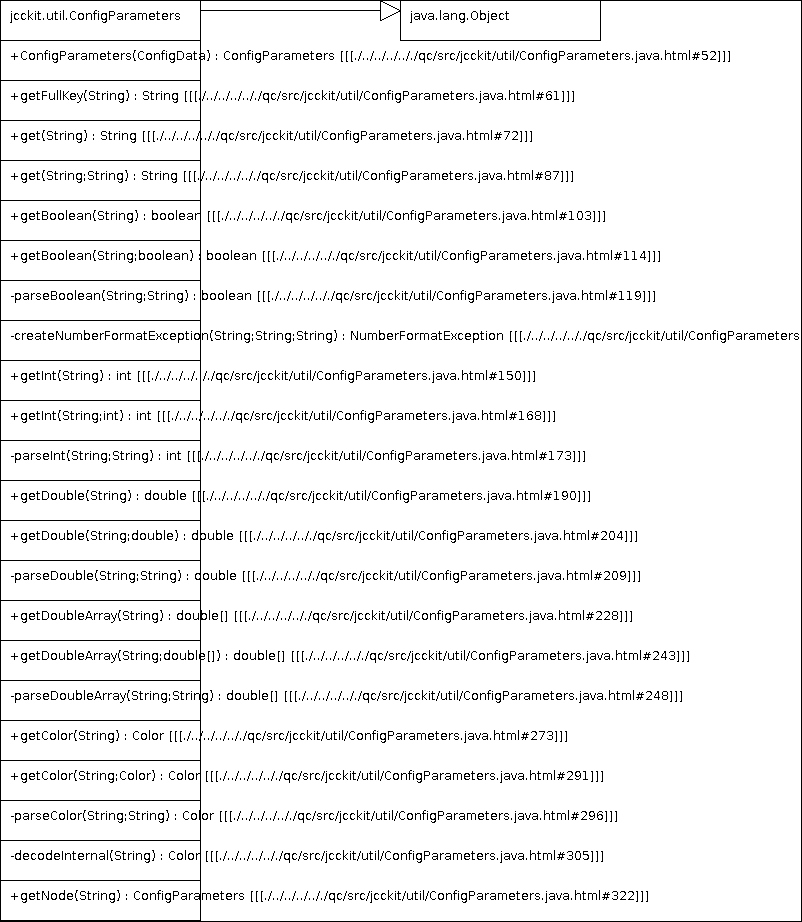 jcckit.util.ConfigParameters
java.lang.Object
+ConfigParameters(ConfigData) : ConfigParameters [[[./../../../../../qc/src/jcckit/util/ConfigParameters.java.html#52]]]
+getFullKey(String) : String [[[./../../../../../qc/src/jcckit/util/ConfigParameters.java.html#61]]]
+get(String) : String [[[./../../../../../qc/src/jcckit/util/ConfigParameters.java.html#72]]]
+get(String;String) : String [[[./../../../../../qc/src/jcckit/util/ConfigParameters.java.html#87]]]
+getBoolean(String) : boolean [[[./../../../../../qc/src/jcckit/util/ConfigParameters.java.html#103]]]
+getBoolean(String;boolean) : boolean [[[./../../../../../qc/src/jcckit/util/ConfigParameters.java.html#114]]]
-parseBoolean(String;String) : boolean [[[./../../../../../qc/src/jcckit/util/ConfigParameters.java.html#119]]]
-createNumberFormatException(String;String;String) : NumberFormatException [[[./../../../../../qc/src/jcckit/util/ConfigParameters
+getInt(String) : int [[[./../../../../../qc/src/jcckit/util/ConfigParameters.java.html#150]]]
+getInt(String;int) : int [[[./../../../../../qc/src/jcckit/util/ConfigParameters.java.html#168]]]
-parseInt(String;String) : int [[[./../../../../../qc/src/jcckit/util/ConfigParameters.java.html#173]]]
+getDouble(String) : double [[[./../../../../../qc/src/jcckit/util/ConfigParameters.java.html#190]]]
+getDouble(String;double) : double [[[./../../../../../qc/src/jcckit/util/ConfigParameters.java.html#204]]]
-parseDouble(String;String) : double [[[./../../../../../qc/src/jcckit/util/ConfigParameters.java.html#209]]]
+getDoubleArray(String) : double[] [[[./../../../../../qc/src/jcckit/util/ConfigParameters.java.html#228]]]
+getDoubleArray(String;double[]) : double[] [[[./../../../../../qc/src/jcckit/util/ConfigParameters.java.html#243]]]
-parseDoubleArray(String;String) : double[] [[[./../../../../../qc/src/jcckit/util/ConfigParameters.java.html#248]]]
+getColor(String) : Color [[[./../../../../../qc/src/jcckit/util/ConfigParameters.java.html#273]]]
+getColor(String;Color) : Color [[[./../../../../../qc/src/jcckit/util/ConfigParameters.java.html#291]]]
-parseColor(String;String) : Color [[[./../../../../../qc/src/jcckit/util/ConfigParameters.java.html#296]]]
-decodeInternal(String) : Color [[[./../../../../../qc/src/jcckit/util/ConfigParameters.java.html#305]]]
+getNode(String) : ConfigParameters [[[./../../../../../qc/src/jcckit/util/ConfigParameters.java.html#322]]]